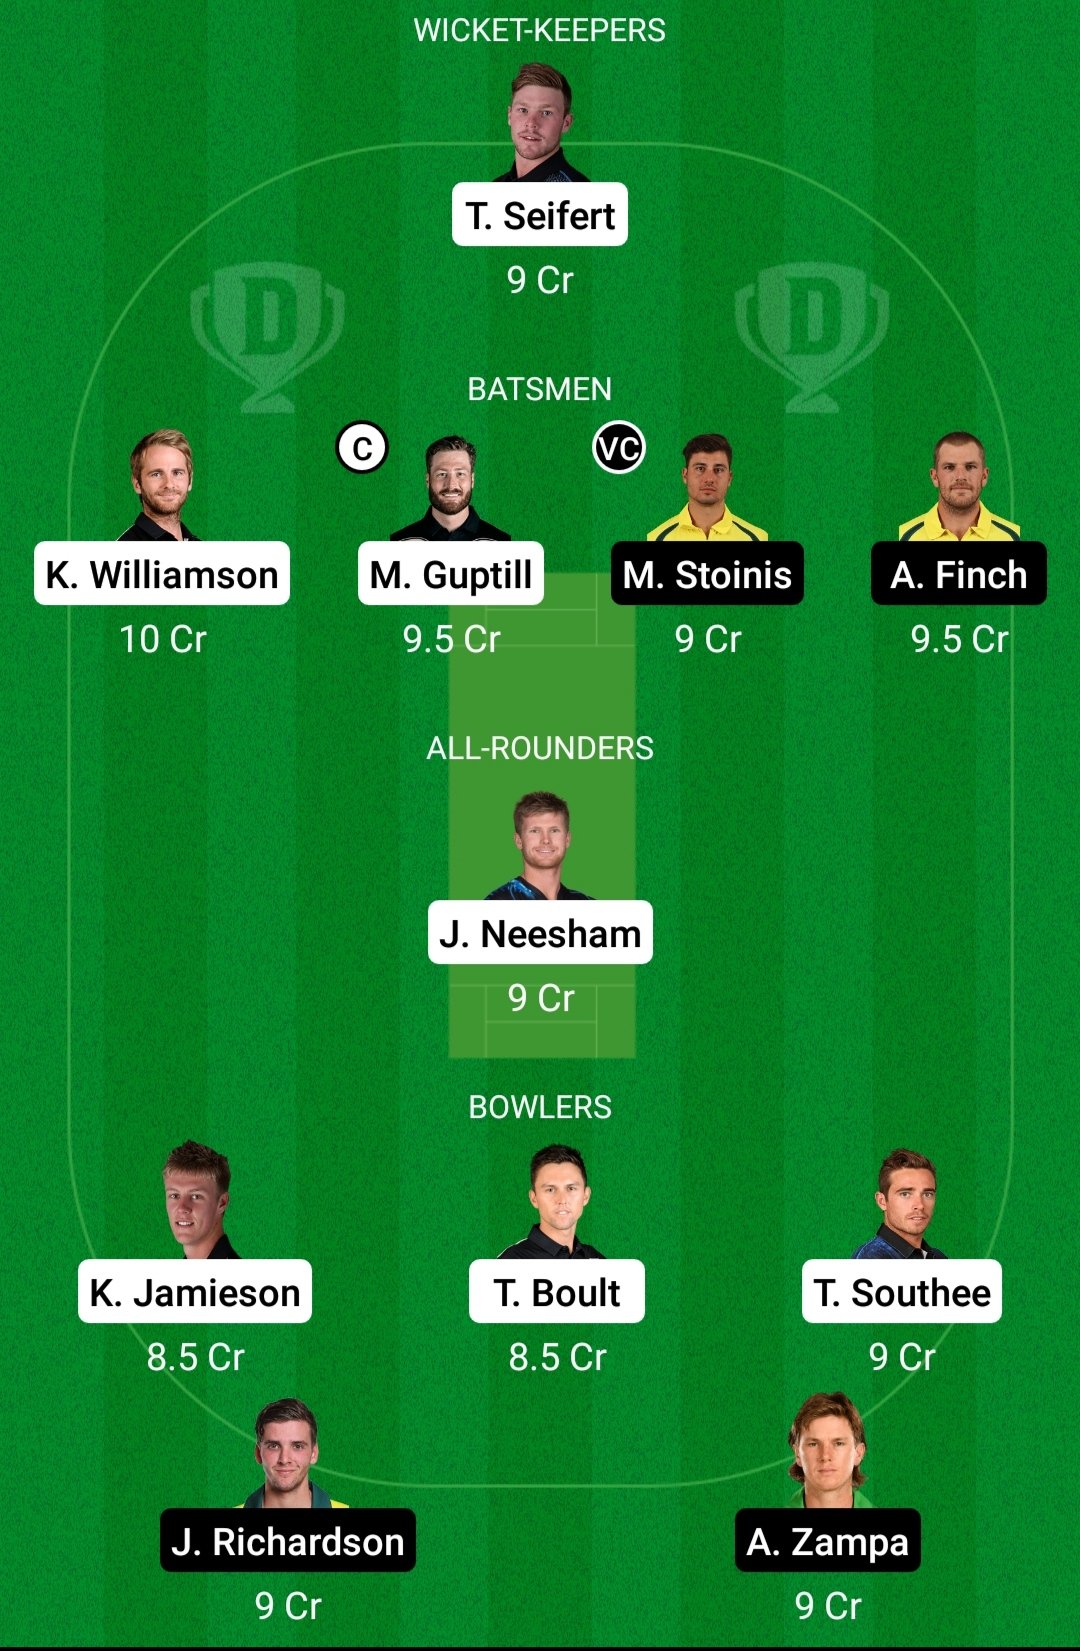 WICKET-KEEPERS
T. Seifert
9 Cr
D
D
BATSMEN
C
VC
K. Williamson
M. Guptill
M. Stoinis
A. Finch
10 Cr
9.5 Cr
9 Cr
9.5 Cr
ALL-ROUNDERS
J. Neesham
9 Cr
BOWLERS
K. Jamieson
T. Boult
T. Southee
8.5 Cr
8.5 Cr
9 Cr
J. Richardson
A. Zampa
9 Cr
9 Cr